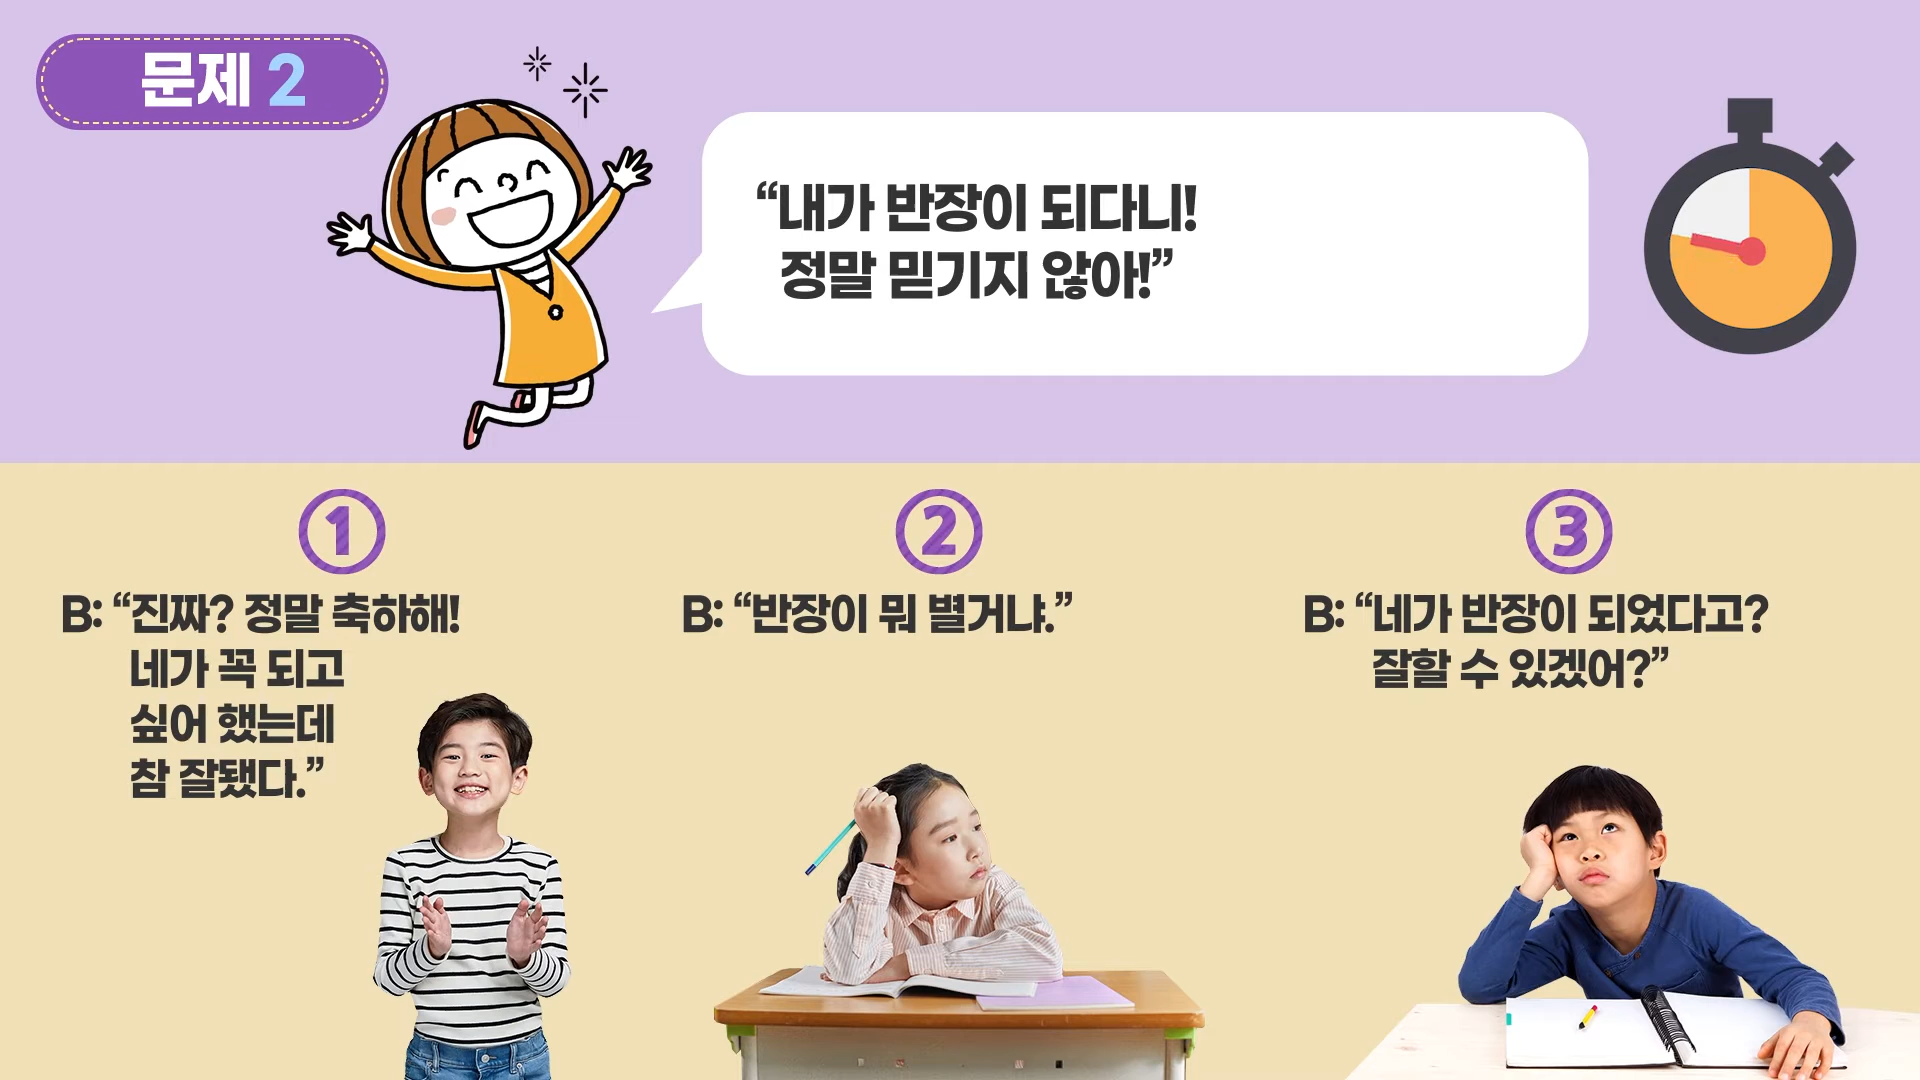 문제 2
“내가 반장이 되다니!
정말 믿기지 않아!”
①
B: “진짜? 정말 축하해!
네가 꼭 되고
싶어 했는데
참 잘됐다.”
②
B: “반장이 뭐 별거냐.”
③
B: “네가 반장이 되었다고?
잘할 수 있겠어?”